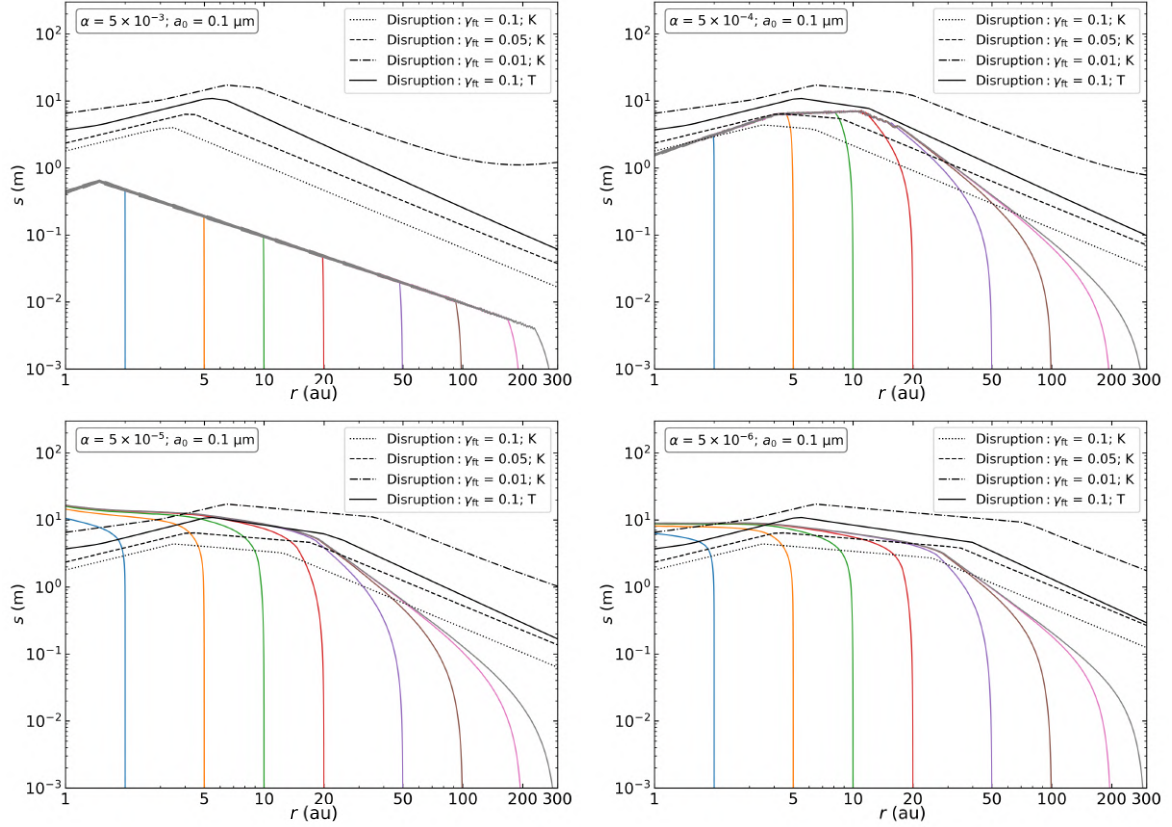 α = 5 × 10⁻³; a₀ = 0.1 μm
Disruption: γft = 0.1; K
Disruption: γft = 0.05; K
Disruption: γft = 0.01; K
Disruption: γft = 0.1; T
10²
10¹
10⁰
10⁻¹
10⁻²
10⁻³
s (m)
1 5 10 20 50 100 200 300
r (au)
α = 5 × 10⁻⁴; a₀ = 0.1 μm
Disruption: γft = 0.1; K
Disruption: γft = 0.05; K
Disruption: γft = 0.01; K
Disruption: γft = 0.1; T
10²
10¹
10⁰
10⁻¹
10⁻²
10⁻³
s (m)
1 5 10 20 50 100 200 300
r (au)
α = 5 × 10⁻⁵; a₀ = 0.1 μm
Disruption: γft = 0.1; K
Disruption: γft = 0.05; K
Disruption: γft = 0.01; K
Disruption: γft = 0.1; T
10²
10¹
10⁰
10⁻¹
10⁻²
10⁻³
s (m)
1 5 10 20 50 100 200 300
r (au)
α = 5 × 10⁻⁶; a₀ = 0.1 μm
Disruption: γft = 0.1; K
Disruption: γft = 0.05; K
Disruption: γft = 0.01; K
Disruption: γft = 0.1; T
10²
10¹
10⁰
10⁻¹
10⁻²
10⁻³
s (m)
1 5 10 20 50 100 200 300
r (au)